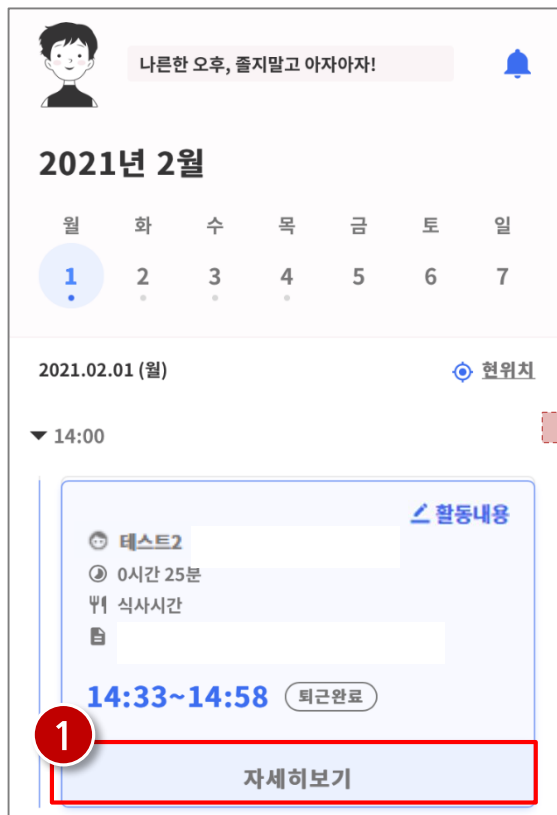 나른한 오후, 졸지말고 아자아자!
2021년 2월
월 화 수 목 금 토 일
1 2 3 4 5 6 7
2021.02.01 (월) 현위치
14:00
활동내용
테스트2
0시간 25분
식사시간
14:33~14:58 퇴근완료
1
자세히보기